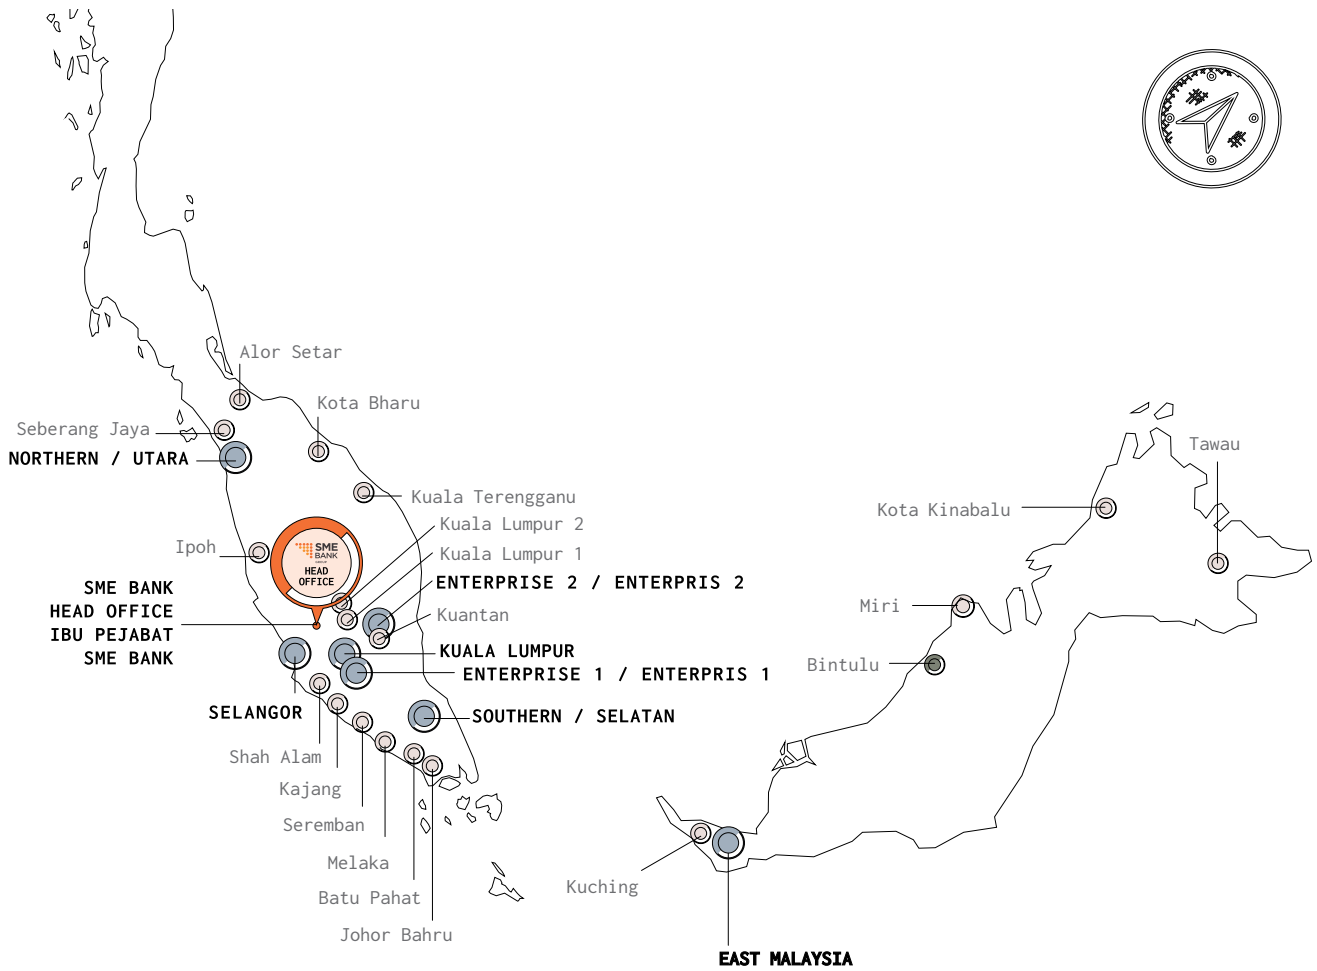 Alor Setar
Kota Bharu
Seberang Jaya
NORTHERN / UTARA
Kuala Terengganu
Kuala Lumpur 2
Ipoh
Kuala Lumpur 1
SME
BANK
GROUP
HEAD
OFFICE
ENTERPRISE 2 / ENTERPRIS 2
SME BANK
HEAD OFFICE
IBU PEJABAT
SME BANK
Kuantan
KUALA LUMPUR
ENTERPRISE 1 / ENTERPRIS 1
SELANGOR
SOUTHERN / SELATAN
Shah Alam
Kajang
Seremban
Melaka
Batu Pahat
Johor Bahru
Tawau
Kota Kinabalu
Miri
Bintulu
Kuching
EAST MALAYSIA